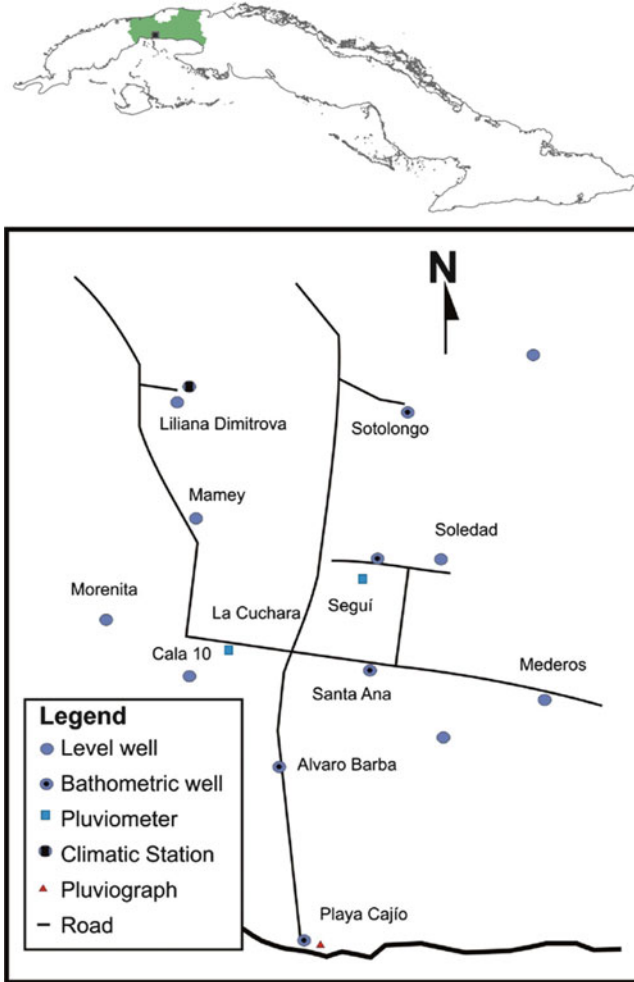 N
Liliana Dimitrova
Sotolongo
Mamey
Soledad
Morenita
La Cuchara
Seguí
Cala 10
Mederos
Santa Ana
Alvaro Barba
Playa Cajío
Legend
Level well
Bathometric well
Pluviometer
Climatic Station
Pluviograph
Road